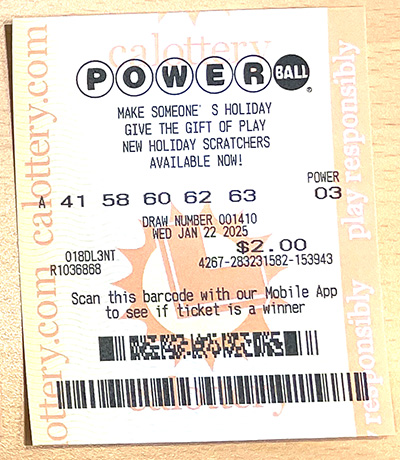 calottery
POWERBALL®
MAKE SOMEONE'S HOLIDAY
GIVE THE GIFT OF PLAY
NEW HOLIDAY SCRATCHERS
AVAILABLE NOW!
POWER
A 41 58 60 62 63 03
DRAW NUMBER 001410
WED JAN 22 2025
$2.00
018DL3NT 4267-283231582-153943
R1036868
Scan this barcode with our Mobile App
to see if ticket is a winner
calottery
ottery.com calottery.com
responsibly play responsibly